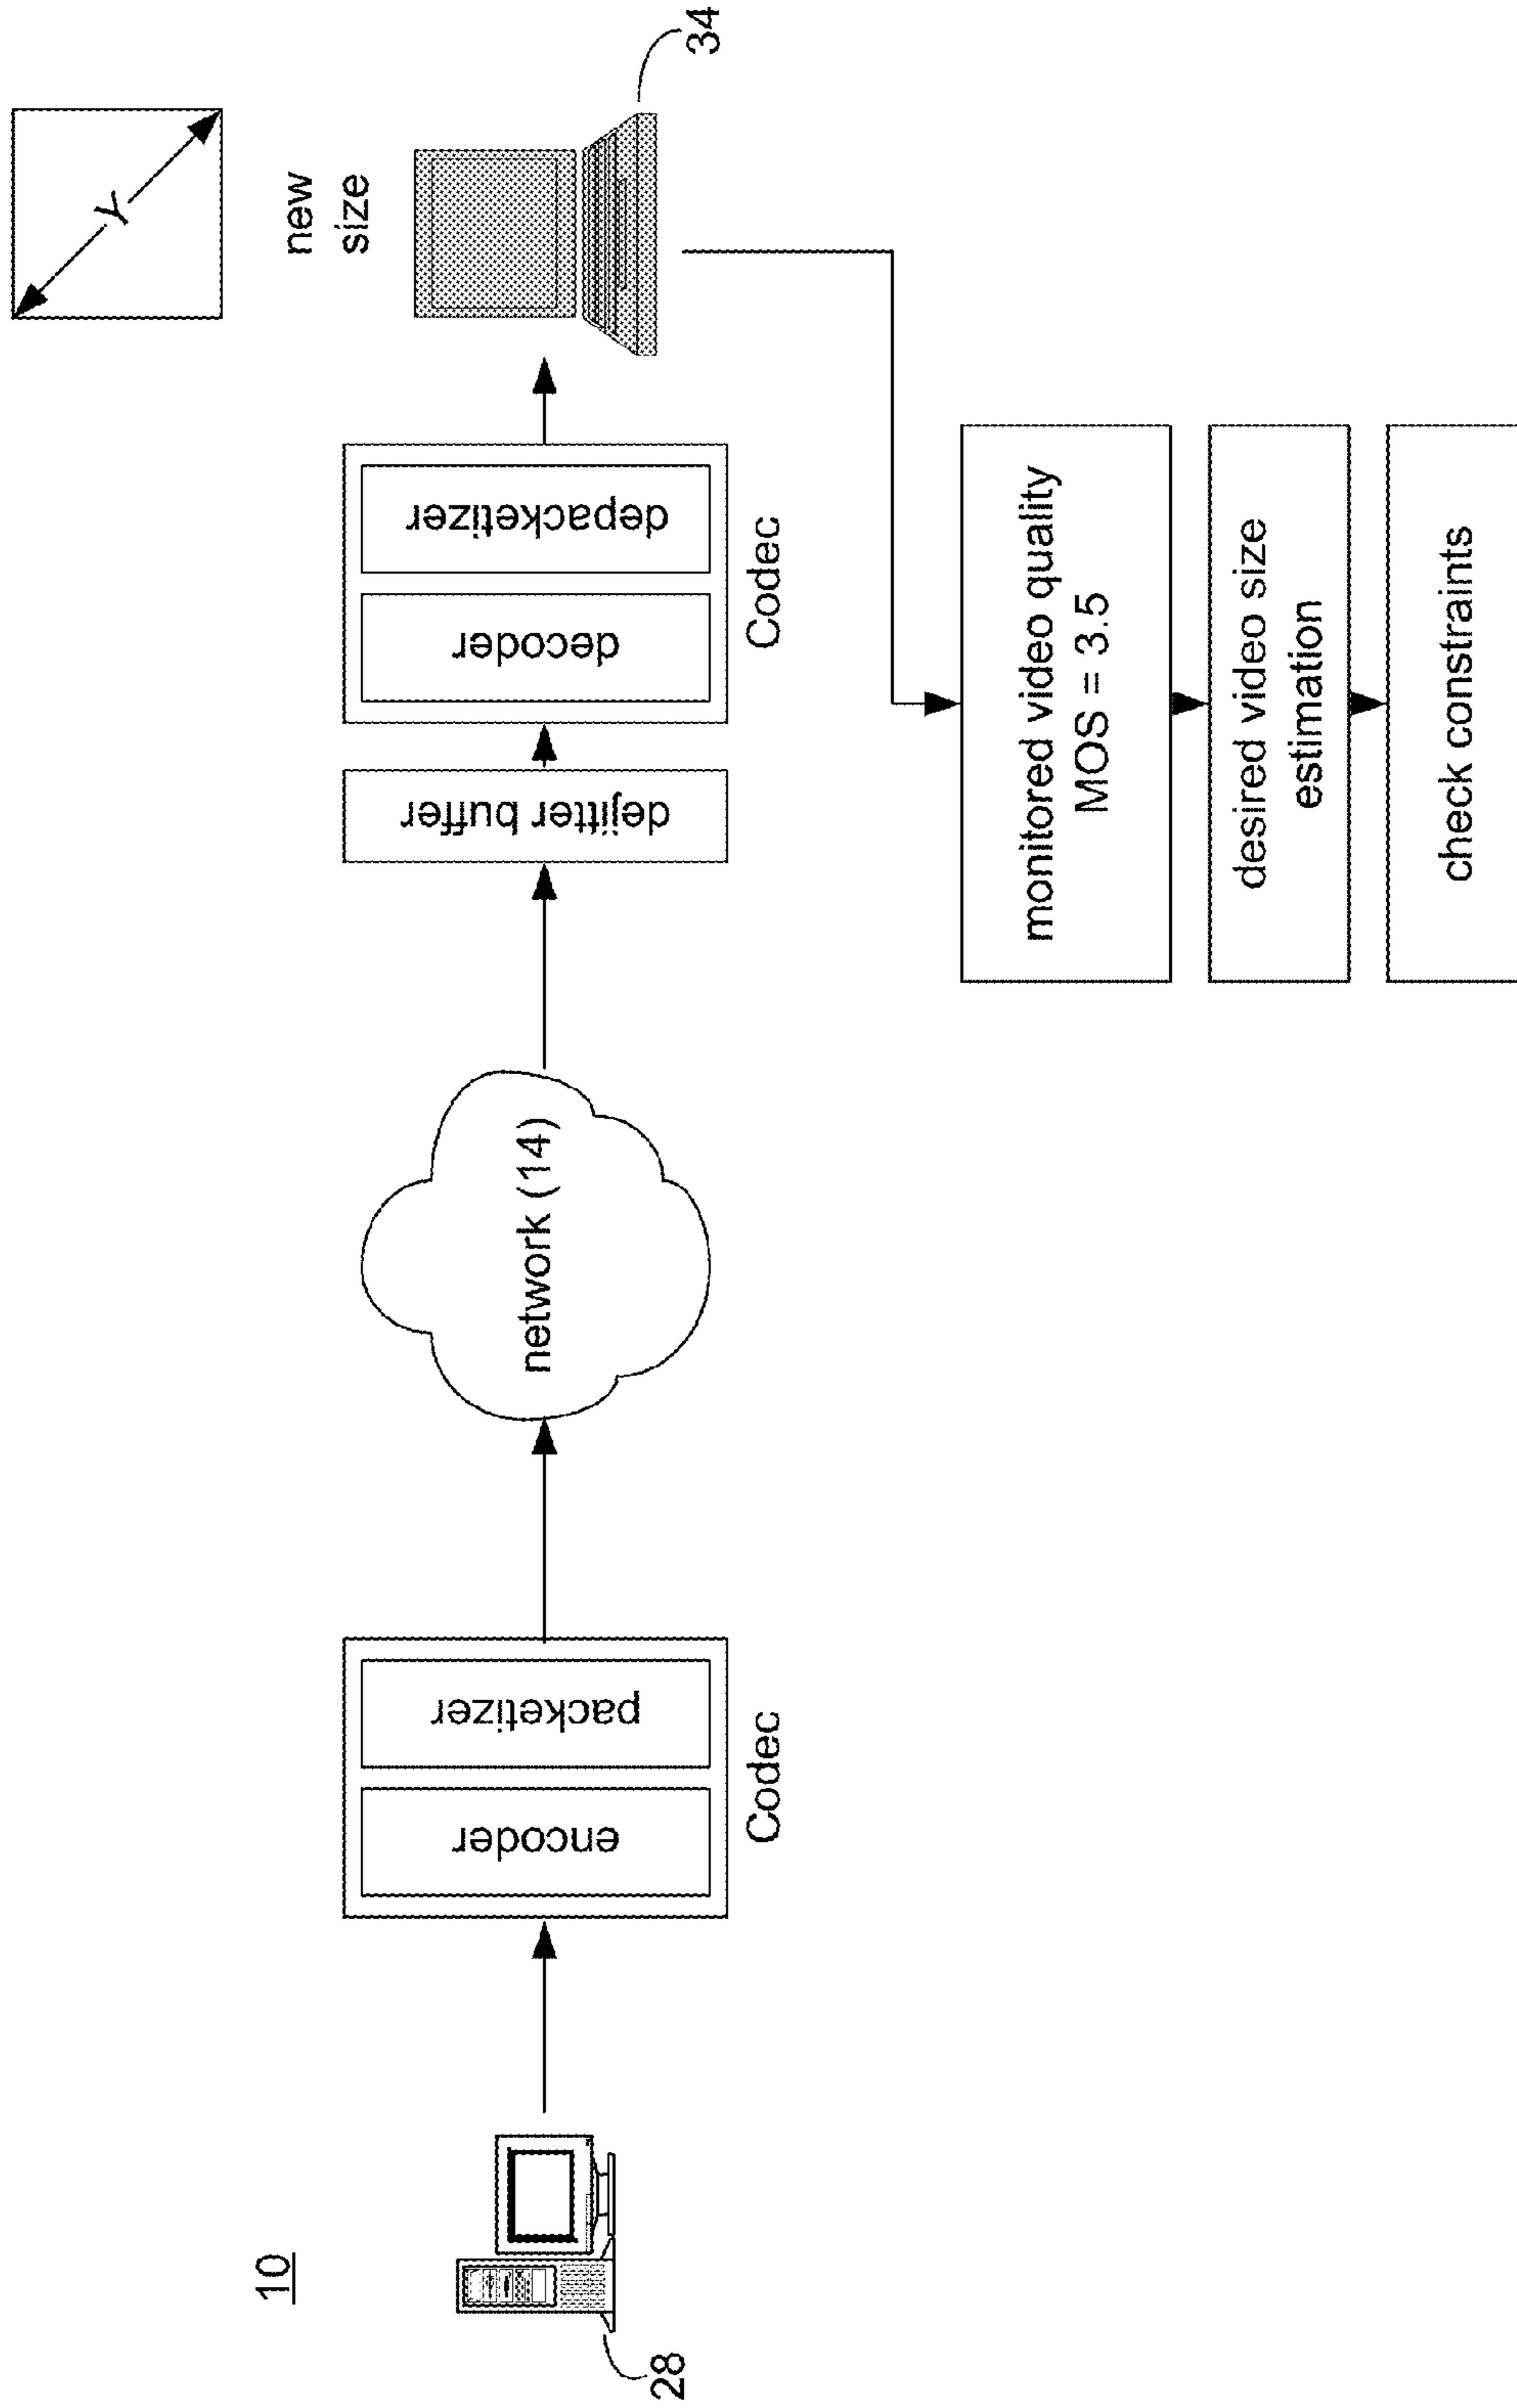 10
28
encoder
packetizer
Codec
network (14)
dejitter buffer
decoder
depacketizer
Codec
Y
new
size
34
monitored video quality
MOS = 3.5
desired video size
estimation
check constraints